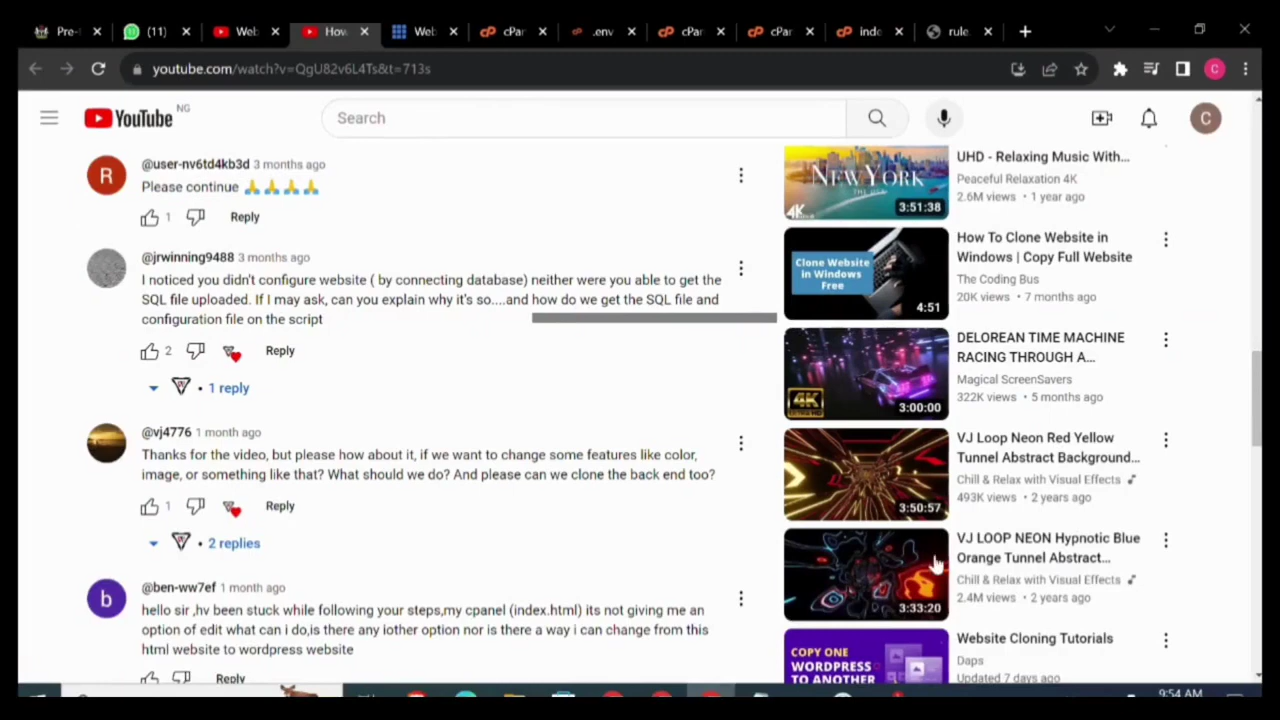 Pre-
(11)
Web
How
Web
cPar
.env
cPar
cPar
inde
rule
youtube.com/watch?v=QgU82v6L4Ts&t=713s
C
YouTube NG
Search
C
R
@user-nv6td4kb3d 3 months ago
Please continue 🙏🙏🙏🙏
1 Reply
@jrwinning9488 3 months ago
I noticed you didn't configure website ( by connecting database) neither were you able to get the
SQL file uploaded. If I may ask, can you explain why it's so....and how do we get the SQL file and
configuration file on the script
2 Reply
• 1 reply
@vj4776 1 month ago
Thanks for the video, but please how about it, if we want to change some features like color,
image, or something like that? What should we do? And please can we clone the back end too?
1 Reply
• 2 replies
b
@ben-ww7ef 1 month ago
hello sir ,hv been stuck while following your steps,my cpanel (index.html) its not giving me an
option of edit what can i do,is there any iother option nor is there a way i can change from this
html website to wordpress website
Reply
NEW YORK
4K
3:51:38
UHD - Relaxing Music With...
Peaceful Relaxation 4K
2.6M views • 1 year ago
Clone Website
in Windows
Free
4:51
How To Clone Website in
Windows | Copy Full Website
The Coding Bus
20K views • 7 months ago
4K
3:00:00
DELOREAN TIME MACHINE
RACING THROUGH A...
Magical ScreenSavers
322K views • 5 months ago
3:50:57
VJ Loop Neon Red Yellow
Tunnel Abstract Background...
Chill & Relax with Visual Effects
493K views • 2 years ago
3:33:20
VJ LOOP NEON Hypnotic Blue
Orange Tunnel Abstract...
Chill & Relax with Visual Effects
2.4M views • 2 years ago
COPY ONE
WORDPRESS
TO ANOTHER
Website Cloning Tutorials
Daps
Updated 7 days ago
9:54 AM